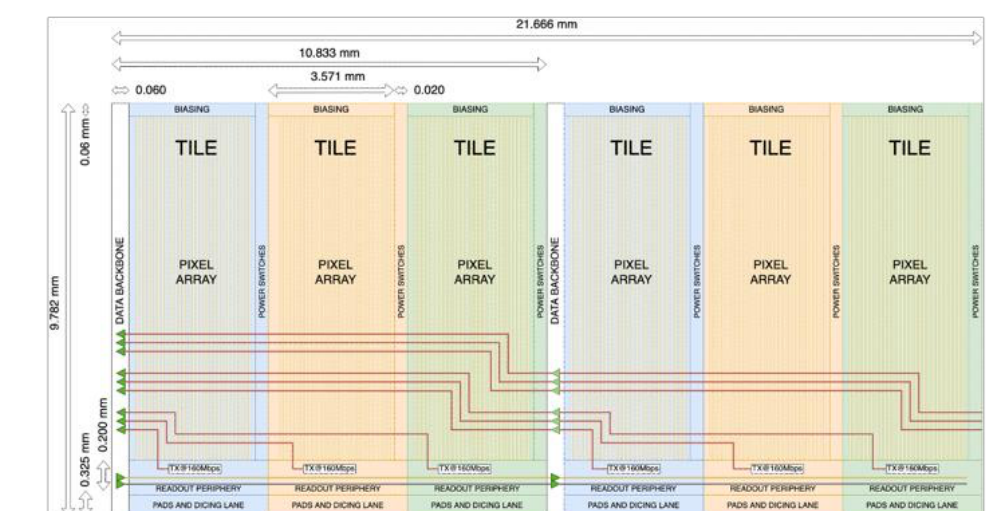 21.666 mm
10.833 mm
3.571 mm
0.060
0.020
BIASING BIASING BIASING BIASING BIASING BIASING
0.06 mm
TILE TILE TILE TILE TILE TILE
9.782 mm
DATA BACKBONE
PIXEL ARRAY
POWER SWITCHES
PIXEL ARRAY
POWER SWITCHES
PIXEL ARRAY
POWER SWITCHES
DATA BACKBONE
PIXEL ARRAY
POWER SWITCHES
PIXEL ARRAY
POWER SWITCHES
PIXEL ARRAY
POWER SWITCHES
0.200 mm
0.325 mm
TX@160Mbps TX@160Mbps TX@160Mbps TX@160Mbps TX@160Mbps TX@160Mbps
READOUT PERIPHERY READOUT PERIPHERY READOUT PERIPHERY READOUT PERIPHERY READOUT PERIPHERY READOUT PERIPHERY
PADS AND DICING LANE PADS AND DICING LANE PADS AND DICING LANE PADS AND DICING LANE PADS AND DICING LANE PADS AND DICING LANE